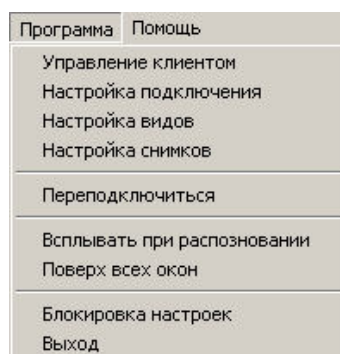 Программа Помощь
Управление клиентом
Настройка подключения
Настройка видов
Настройка снимков
Переподключиться
Всплывать при распозновании
Поверх всех окон
Блокировка настроек
Выход